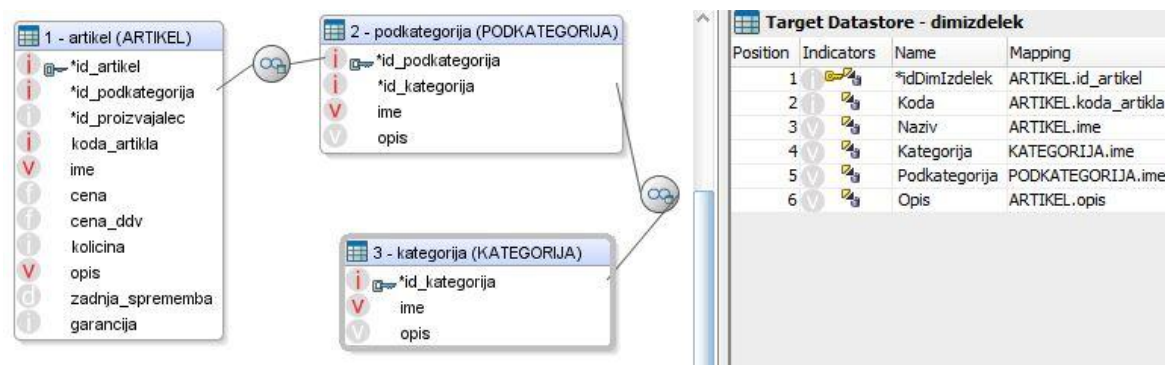 1 - artikel (ARTIKEL)
*id_artikel
*id_podkategorija
*id_proizvajalec
koda_artikla
ime
cena
cena_ddv
kolicina
opis
zadnja_sprememba
garancija
2 - podkategorija (PODKATEGORIJA)
*id_podkategorija
*id_kategorija
ime
opis
3 - kategorija (KATEGORIJA)
*id_kategorija
ime
opis
Target Datastore - dimizdelek
Position Indicators Name Mapping
1 *idDimIzdelek ARTIKEL.id_artikel
2 Koda ARTIKEL.koda_artikla
3 Naziv ARTIKEL.ime
4 Kategorija KATEGORIJA.ime
5 Podkategorija PODKATEGORIJA.ime
6 Opis ARTIKEL.opis